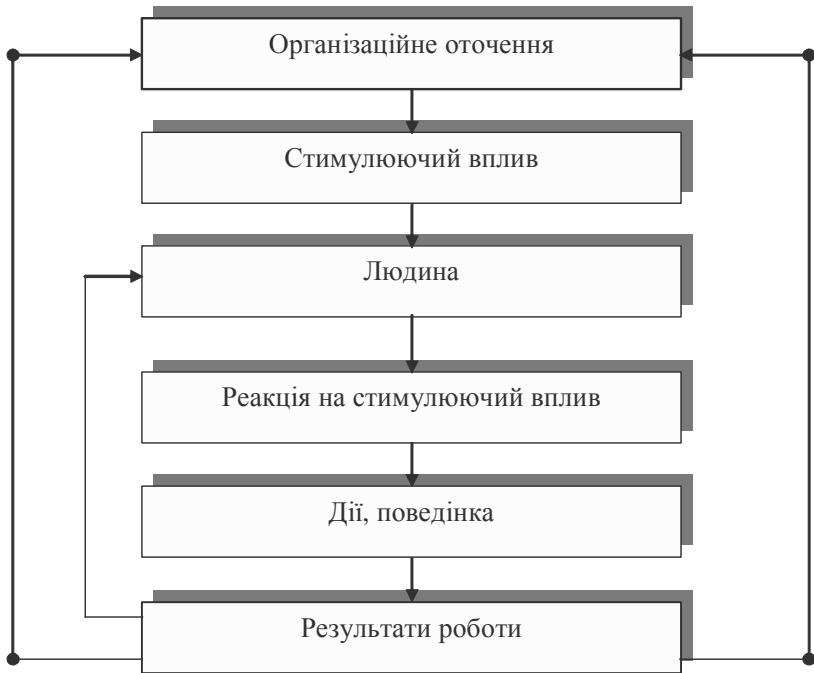 Організаційне оточення
Стимулюючий вплив
Людина
Реакція на стимулюючий вплив
Дії, поведінка
Результати роботи